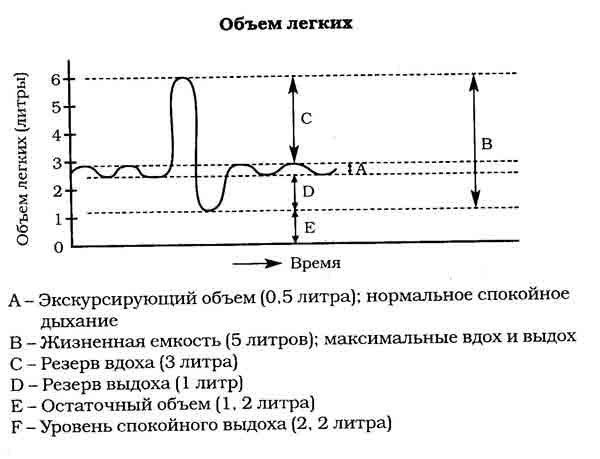 Объем легких
Объем легких (литры)
6
5
4
3
2
1
0
C
B
A
D
E
Время
A – Экскурсирующий объем (0,5 литра); нормальное спокойное
дыхание
B – Жизненная емкость (5 литров); максимальные вдох и выдох
C – Резерв вдоха (3 литра)
D – Резерв выдоха (1 литр)
E – Остаточный объем (1, 2 литра)
F – Уровень спокойного выдоха (2, 2 литра)